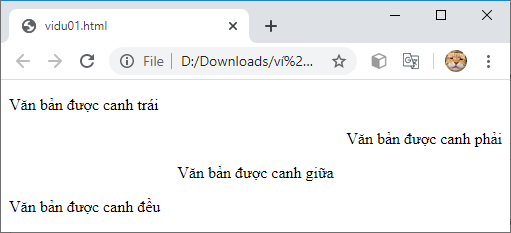 vidu01.html
File | D:/Downloads/ví%2...
Văn bản được canh trái
Văn bản được canh phải
Văn bản được canh giữa
Văn bản được canh đều